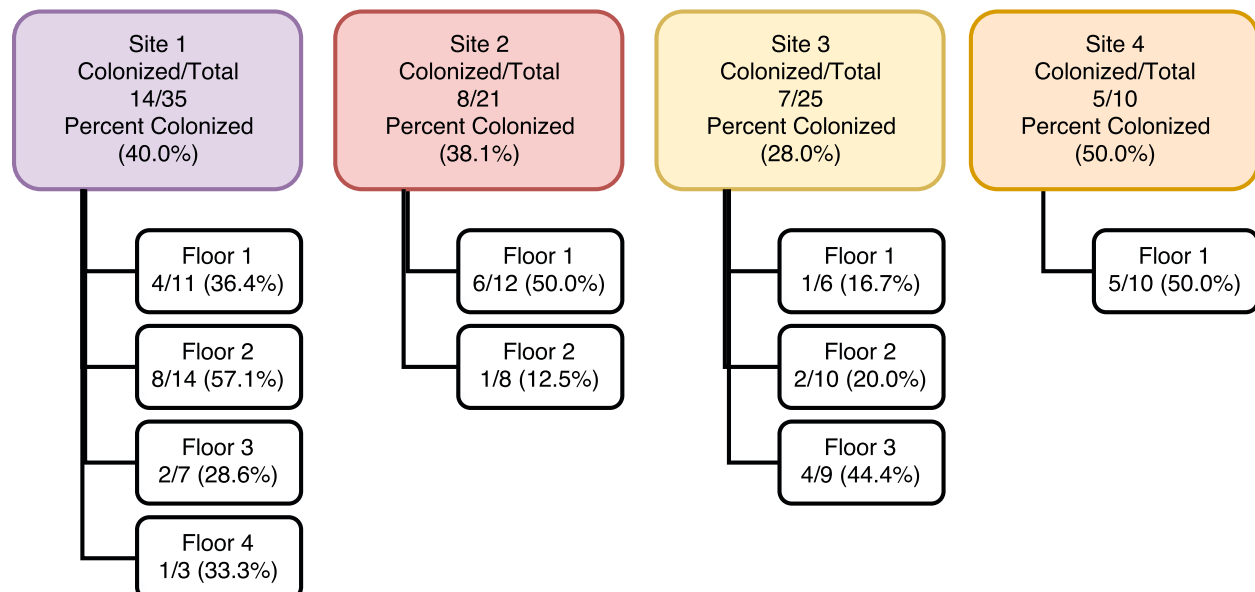 Site 1
Colonized/Total
14/35
Percent Colonized
(40.0%)
Floor 1
4/11 (36.4%)
Floor 2
8/14 (57.1%)
Floor 3
2/7 (28.6%)
Floor 4
1/3 (33.3%)
Site 2
Colonized/Total
8/21
Percent Colonized
(38.1%)
Floor 1
6/12 (50.0%)
Floor 2
1/8 (12.5%)
Site 3
Colonized/Total
7/25
Percent Colonized
(28.0%)
Floor 1
1/6 (16.7%)
Floor 2
2/10 (20.0%)
Floor 3
4/9 (44.4%)
Site 4
Colonized/Total
5/10
Percent Colonized
(50.0%)
Floor 1
5/10 (50.0%)